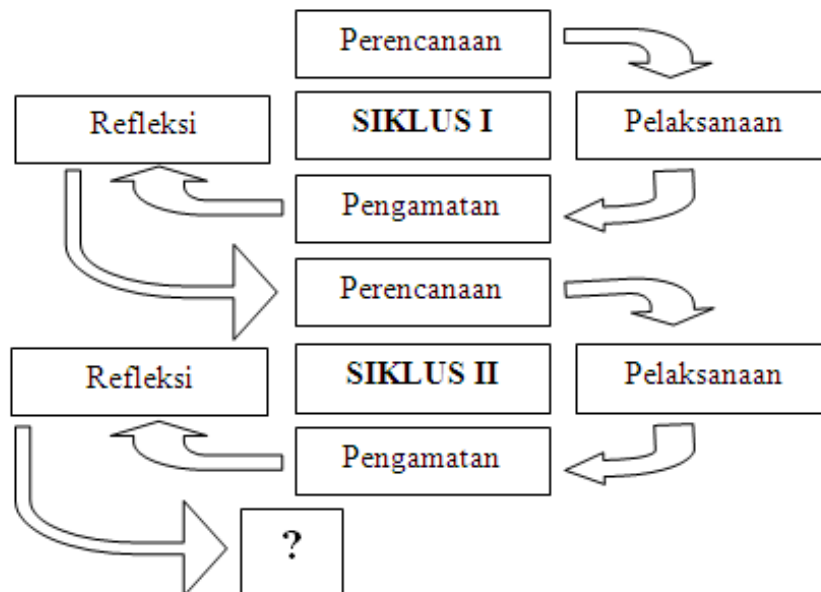 Perencanaan
Refleksi
SIKLUS I
Pelaksanaan
Pengamatan
Perencanaan
Refleksi
SIKLUS II
Pelaksanaan
Pengamatan
?